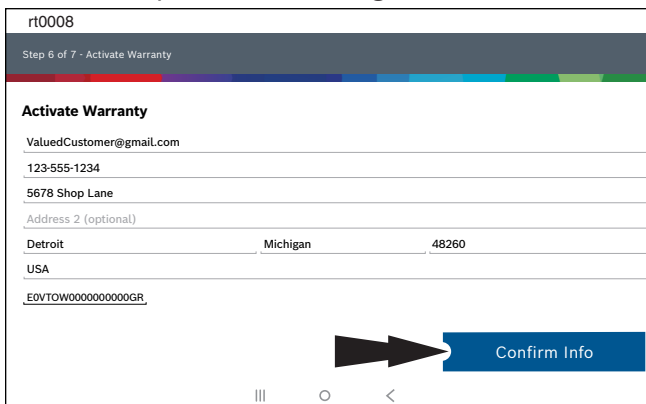 rt0008
Step 6 of 7 - Activate Warranty
Activate Warranty
ValuedCustomer@gmail.com
123-555-1234
5678 Shop Lane
Address 2 (optional)
Detroit Michigan 48260
USA
E0VTOW0000000000GR
Confirm Info